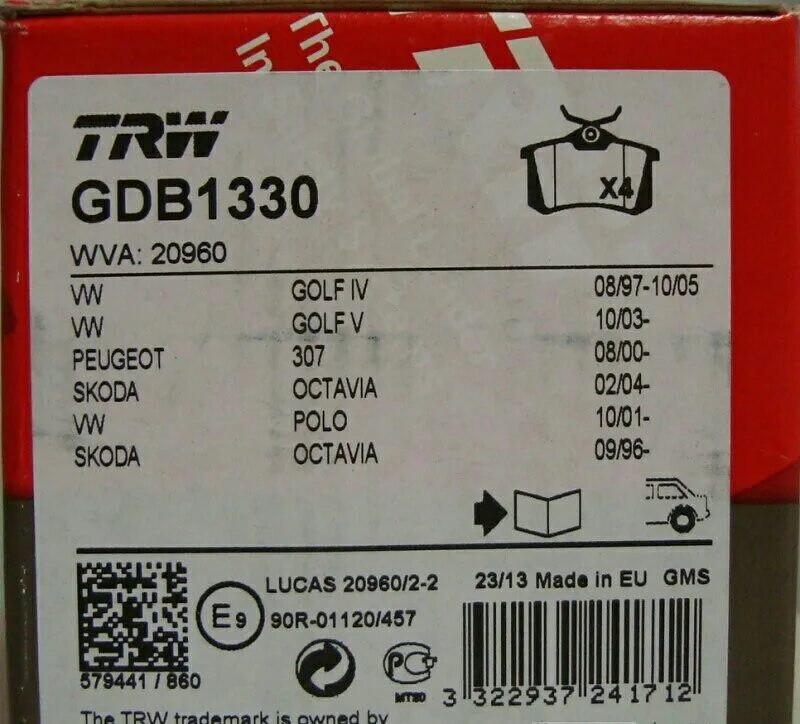 The
In
TRW
GDB1330
X4
WVA: 20960
VW GOLF IV 08/97-10/05
VW GOLF V 10/03-
PEUGEOT 307 08/00-
SKODA OCTAVIA 02/04-
VW POLO 10/01-
SKODA OCTAVIA 09/96-
LUCAS 20960/2-2 23/13 Made in EU GMS
E9 90R-01120/457
579441 / 860
3 322937 241712
The TRW trademark is owned by